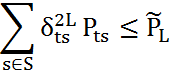 ∑_{s∈S} δ_{ts}^{2L} P_{ts} ≤ P̃_L